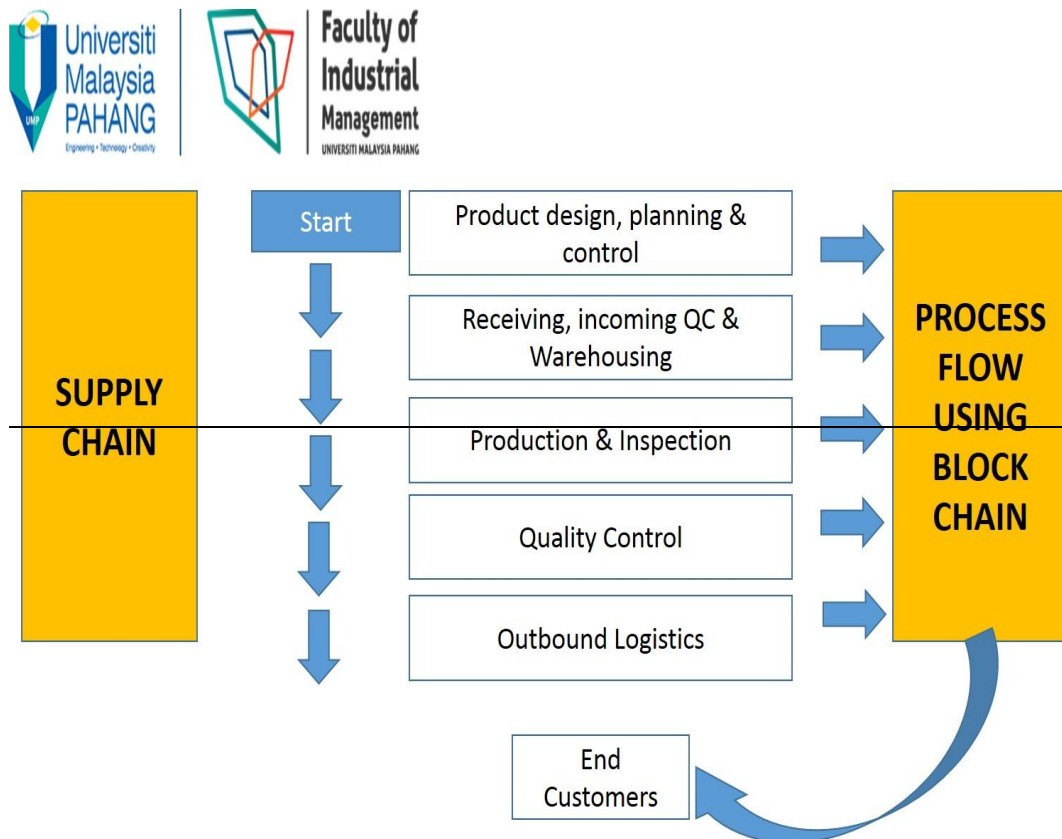 Universiti
Malaysia
PAHANG
Engineering • Technology • Creativity
UMP
Faculty of
Industrial
Management
UNIVERSITI MALAYSIA PAHANG
SUPPLY
CHAIN
Start
Product design, planning &
control
Receiving, incoming QC &
Warehousing
Production & Inspection
Quality Control
Outbound Logistics
PROCESS
FLOW
USING
BLOCK
CHAIN
End
Customers